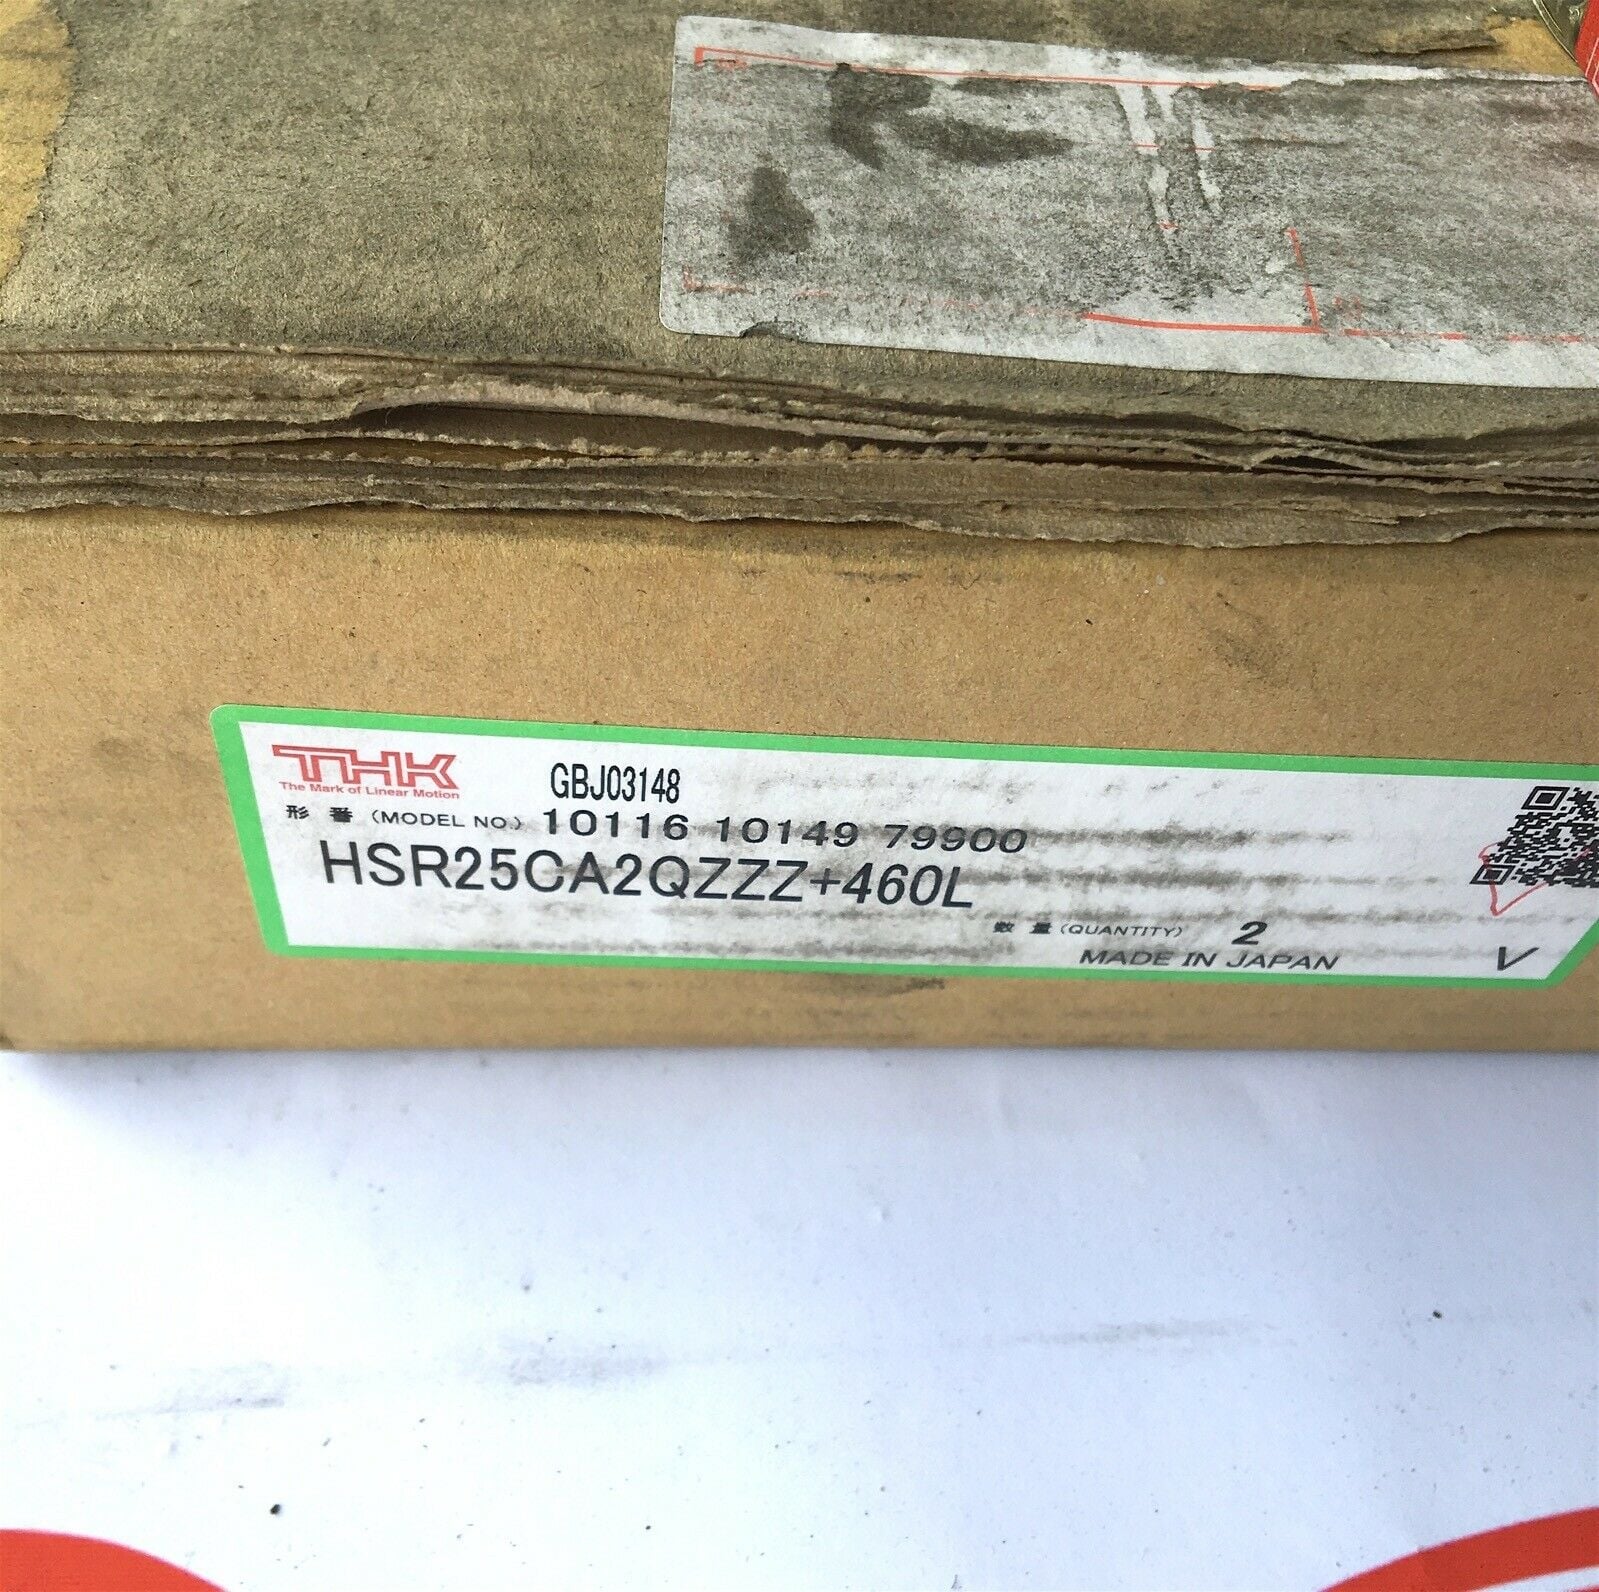 THK
The Mark of Linear Motion
GBJ03148
形 番 (MODEL NO.) 10116 10149 79900
HSR25CA2QZZZ+460L
数 量 (QUANTITY) 2
MADE IN JAPAN V